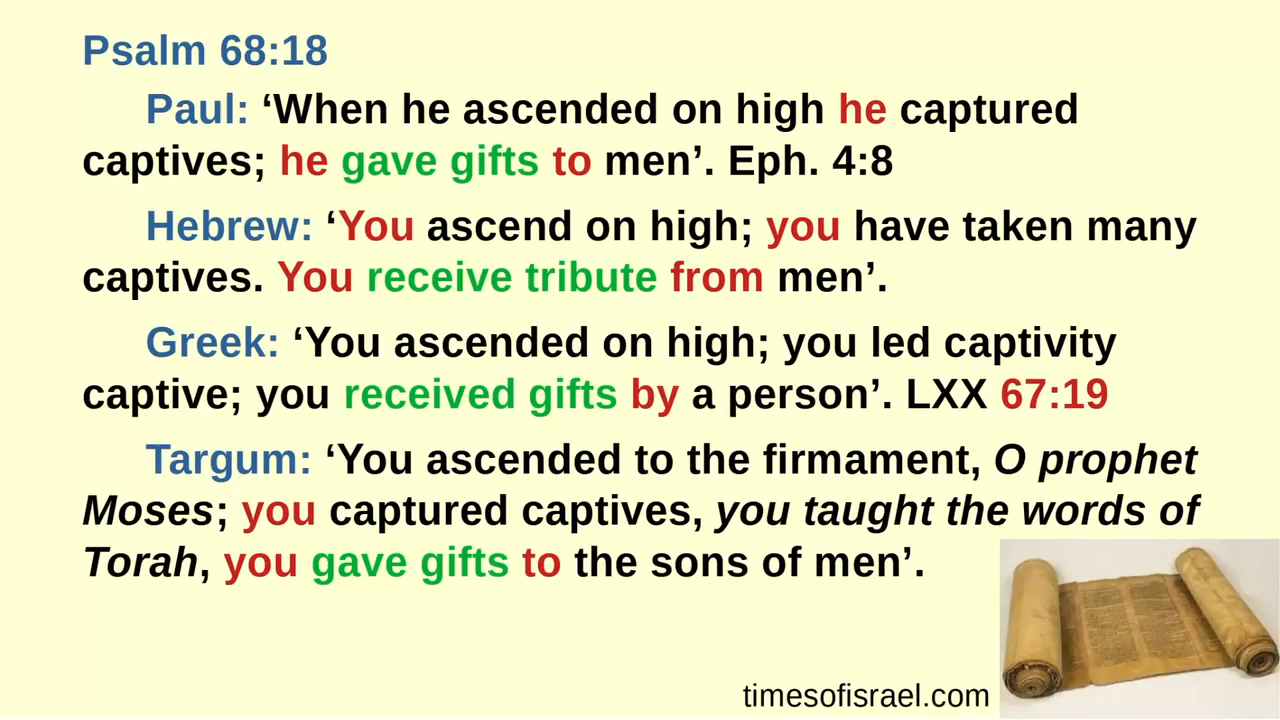 Psalm 68:18
Paul: ‘When he ascended on high he captured
captives; he gave gifts to men’. Eph. 4:8
Hebrew: ‘You ascend on high; you have taken many
captives. You receive tribute from men’.
Greek: ‘You ascended on high; you led captivity
captive; you received gifts by a person’. LXX 67:19
Targum: ‘You ascended to the firmament, O prophet
Moses; you captured captives, you taught the words of
Torah, you gave gifts to the sons of men’.
timesofisrael.com